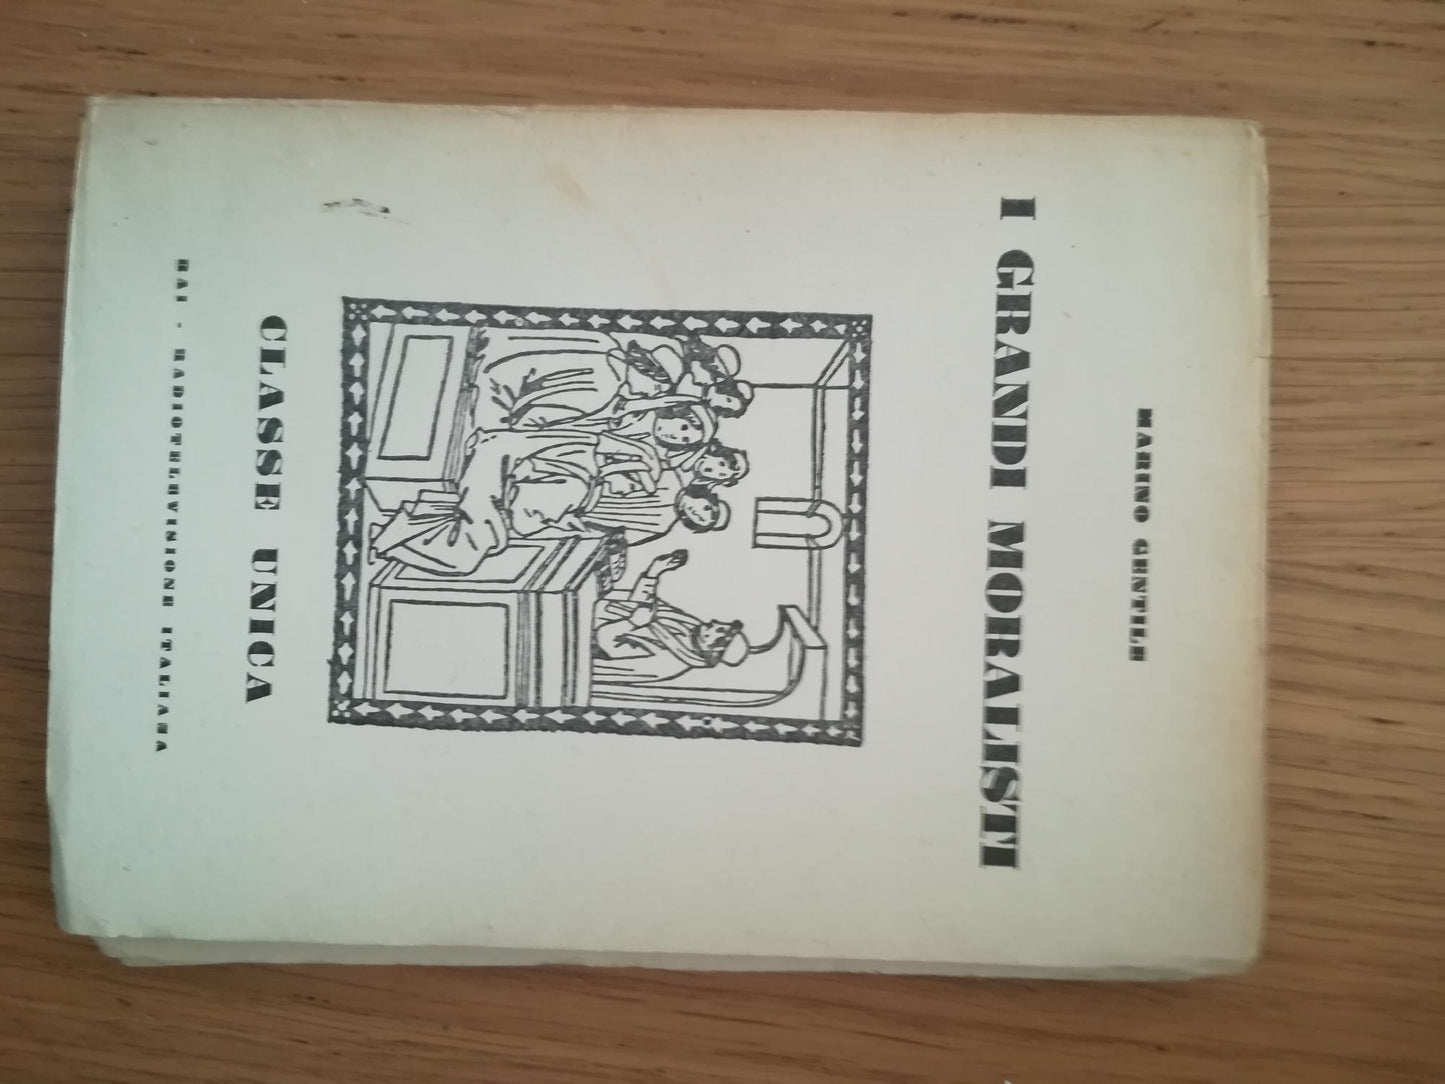 MARINO GENTILE
I GRANDI MORALISTI
CLASSE UNICA
RAI · RADIOTELEVISIONE ITALIANA